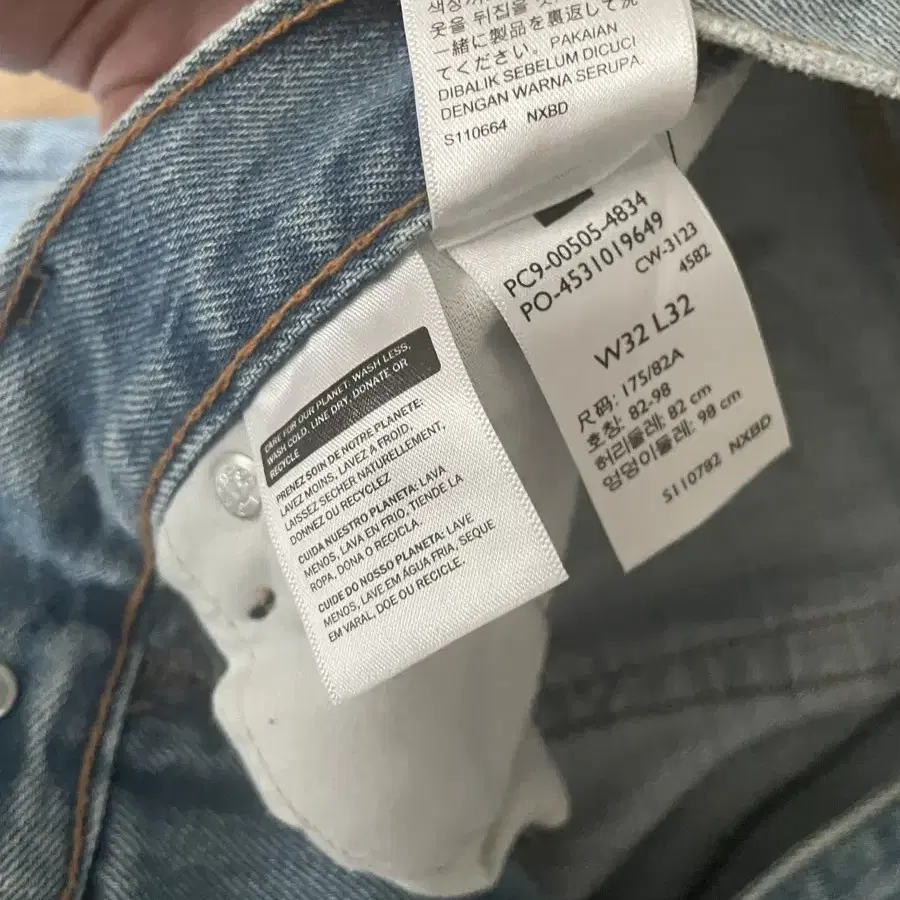 옷을 뒤집을
一緒に製品を裏返して洗
てください。PAKAIAN
DIBALIK SEBELUM DICUCI
DENGAN WARNA SERUPA.
S110664 NXBD
PC9-00505-4834
PO-4531019649
CW-3123
4582
W32 L32
尺码: 175/82A
호칭: 82-98
허리둘레: 82 cm
엉덩이둘레: 98 cm
S110782 NXBD
CARE FOR OUR PLANET: WASH LESS,
WASH COLD, LINE DRY, DONATE OR
RECYCLE
PRENEZ SOIN DE NOTRE PLANETE:
LAVEZ MOINS, LAVEZ A FROID,
LAISSEZ SECHER NATURELLEMENT,
DONNEZ OU RECYCLEZ
CUIDA NUESTRO PLANETA: LAVA
MENOS, LAVA EN FRIO, TIENDE LA
ROPA, DONA O RECICLA.
CUIDE DO NOSSO PLANETA: LAVE
MENOS, LAVE EM ÁGUA FRIA, SEQUE
EM VARAL, DOE OU RECICLE.